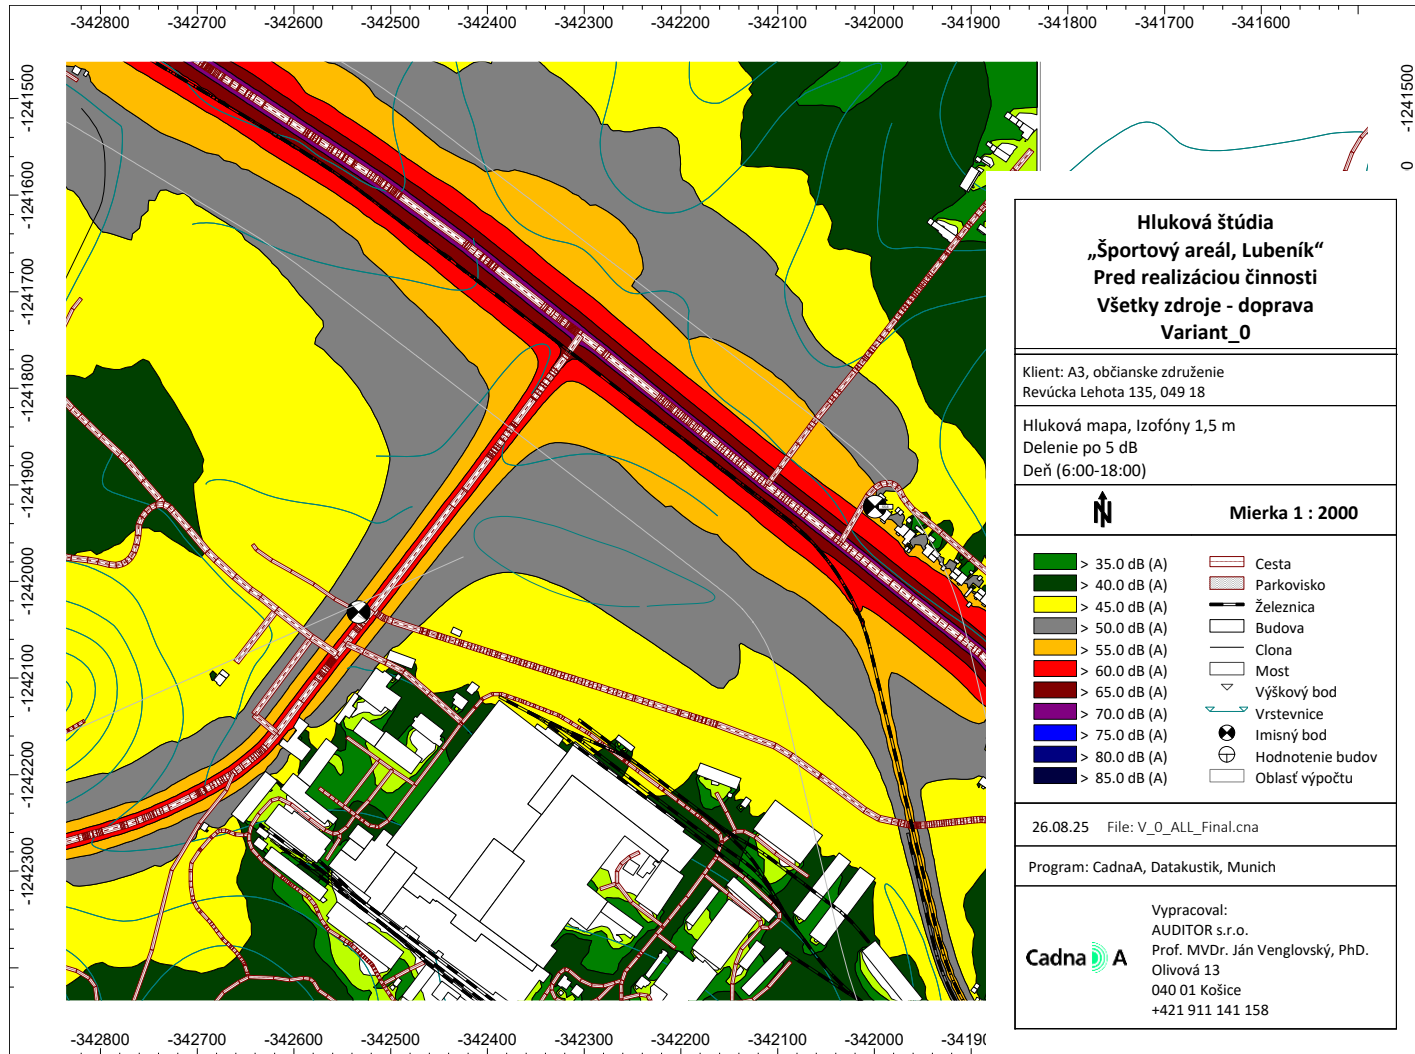 -342800 -342700 -342600 -342500 -342400 -342300 -342200 -342100 -342000 -341900 -341800 -341700 -341600
-1241500
-1241600
-1241700
-1241800
-1241900
-1242000
-1242100
-1242200
-1242300
-1241500
0
Hluková štúdia
„Športový areál, Lubeník“
Pred realizáciou činnosti
Všetky zdroje - doprava
Variant_0
Klient: A3, občianske združenie
Revúcka Lehota 135, 049 18
Hluková mapa, Izofóny 1,5 m
Delenie po 5 dB
Deň (6:00-18:00)
N
Mierka 1 : 2000
> 35.0 dB (A)
> 40.0 dB (A)
> 45.0 dB (A)
> 50.0 dB (A)
> 55.0 dB (A)
> 60.0 dB (A)
> 65.0 dB (A)
> 70.0 dB (A)
> 75.0 dB (A)
> 80.0 dB (A)
> 85.0 dB (A)
Cesta
Parkovisko
Železnica
Budova
Clona
Most
Výškový bod
Vrstevnice
Imisný bod
Hodnotenie budov
Oblasť výpočtu
26.08.25 File: V_0_ALL_Final.cna
Program: CadnaA, Datakustik, Munich
Cadna A
Vypracoval:
AUDITOR s.r.o.
Prof. MVDr. Ján Venglovský, PhD.
Olivová 13
040 01 Košice
+421 911 141 158
-342800 -342700 -342600 -342500 -342400 -342300 -342200 -342100 -342000 -3419